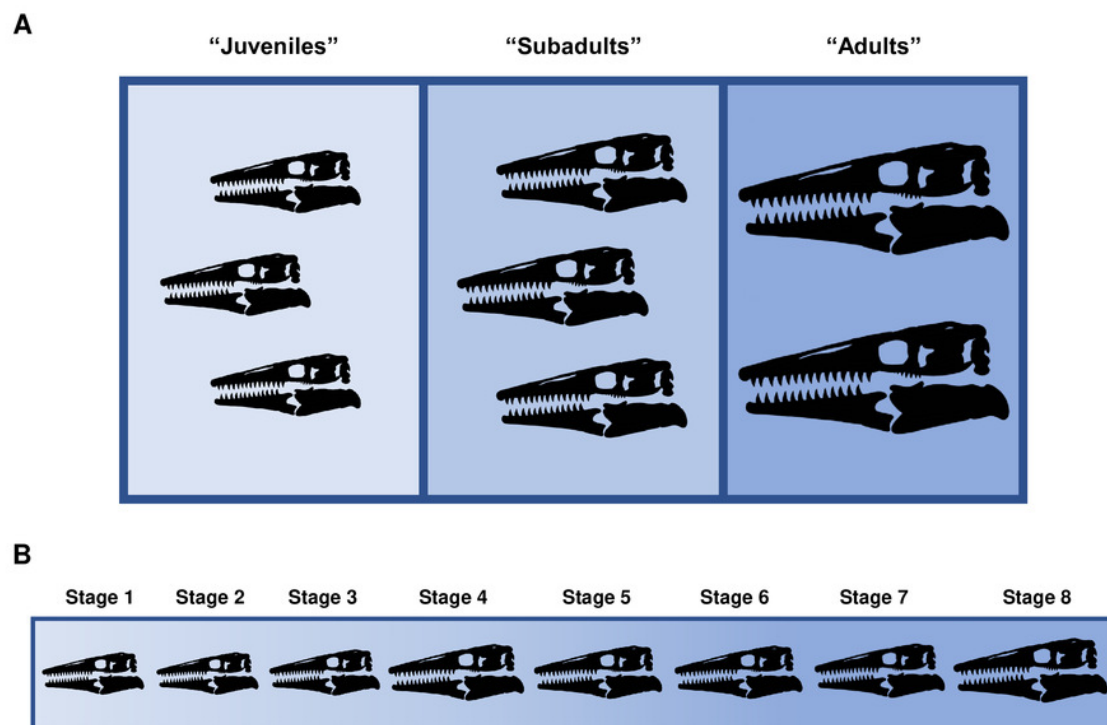 A
“Juveniles” “Subadults” “Adults”
B
Stage 1 Stage 2 Stage 3 Stage 4 Stage 5 Stage 6 Stage 7 Stage 8